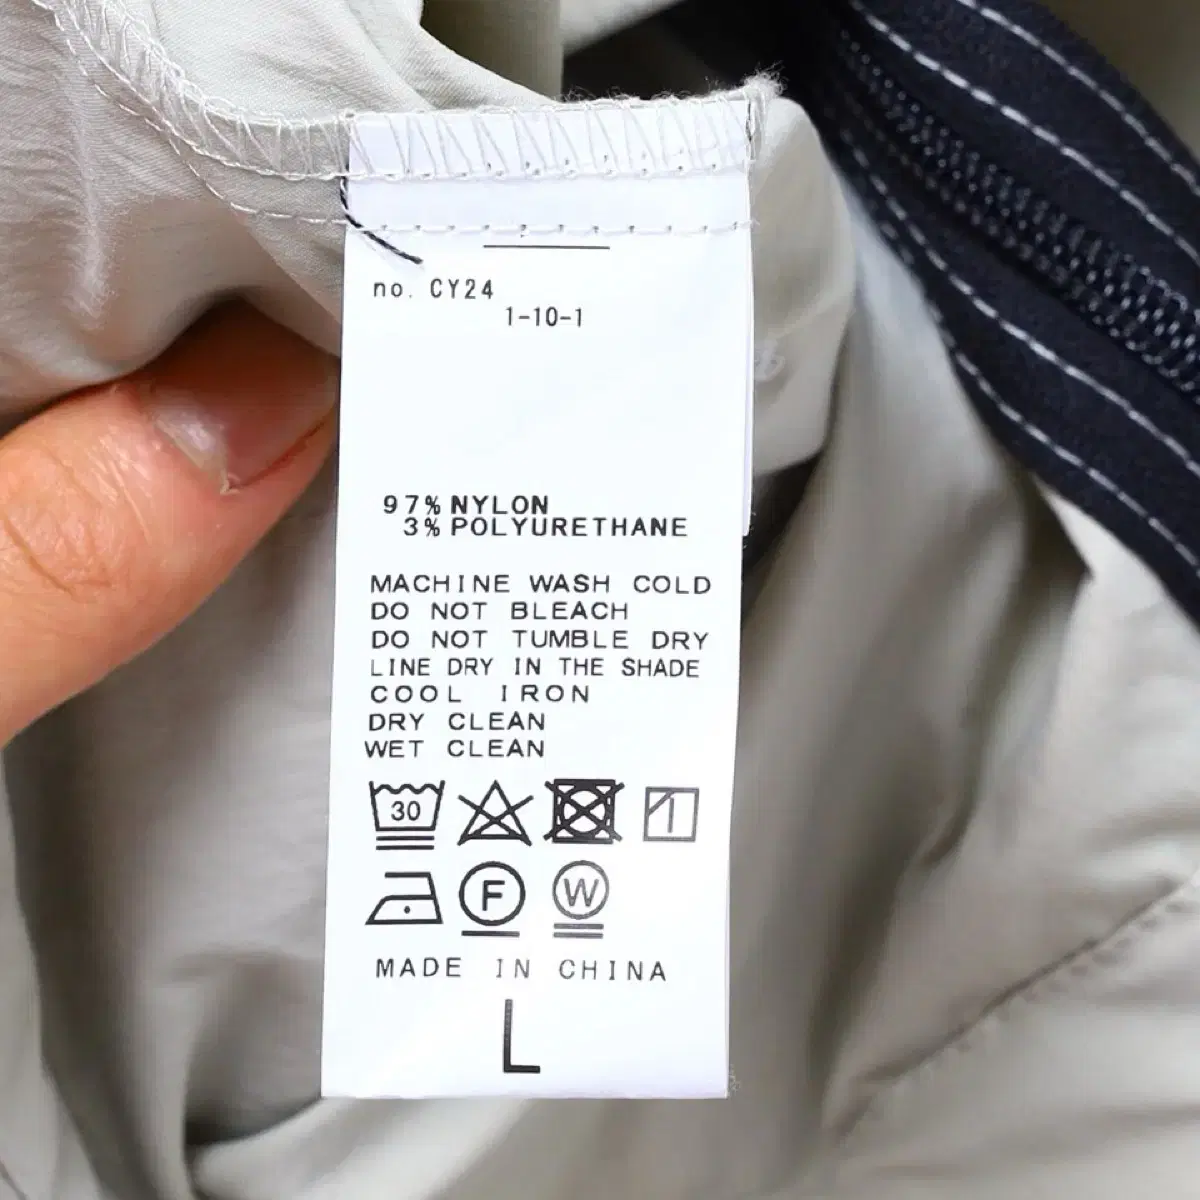 no. CY24
1-10-1
97% NYLON
3% POLYURETHANE
MACHINE WASH COLD
DO NOT BLEACH
DO NOT TUMBLE DRY
LINE DRY IN THE SHADE
COOL IRON
DRY CLEAN
WET CLEAN
30
F W
MADE IN CHINA
L